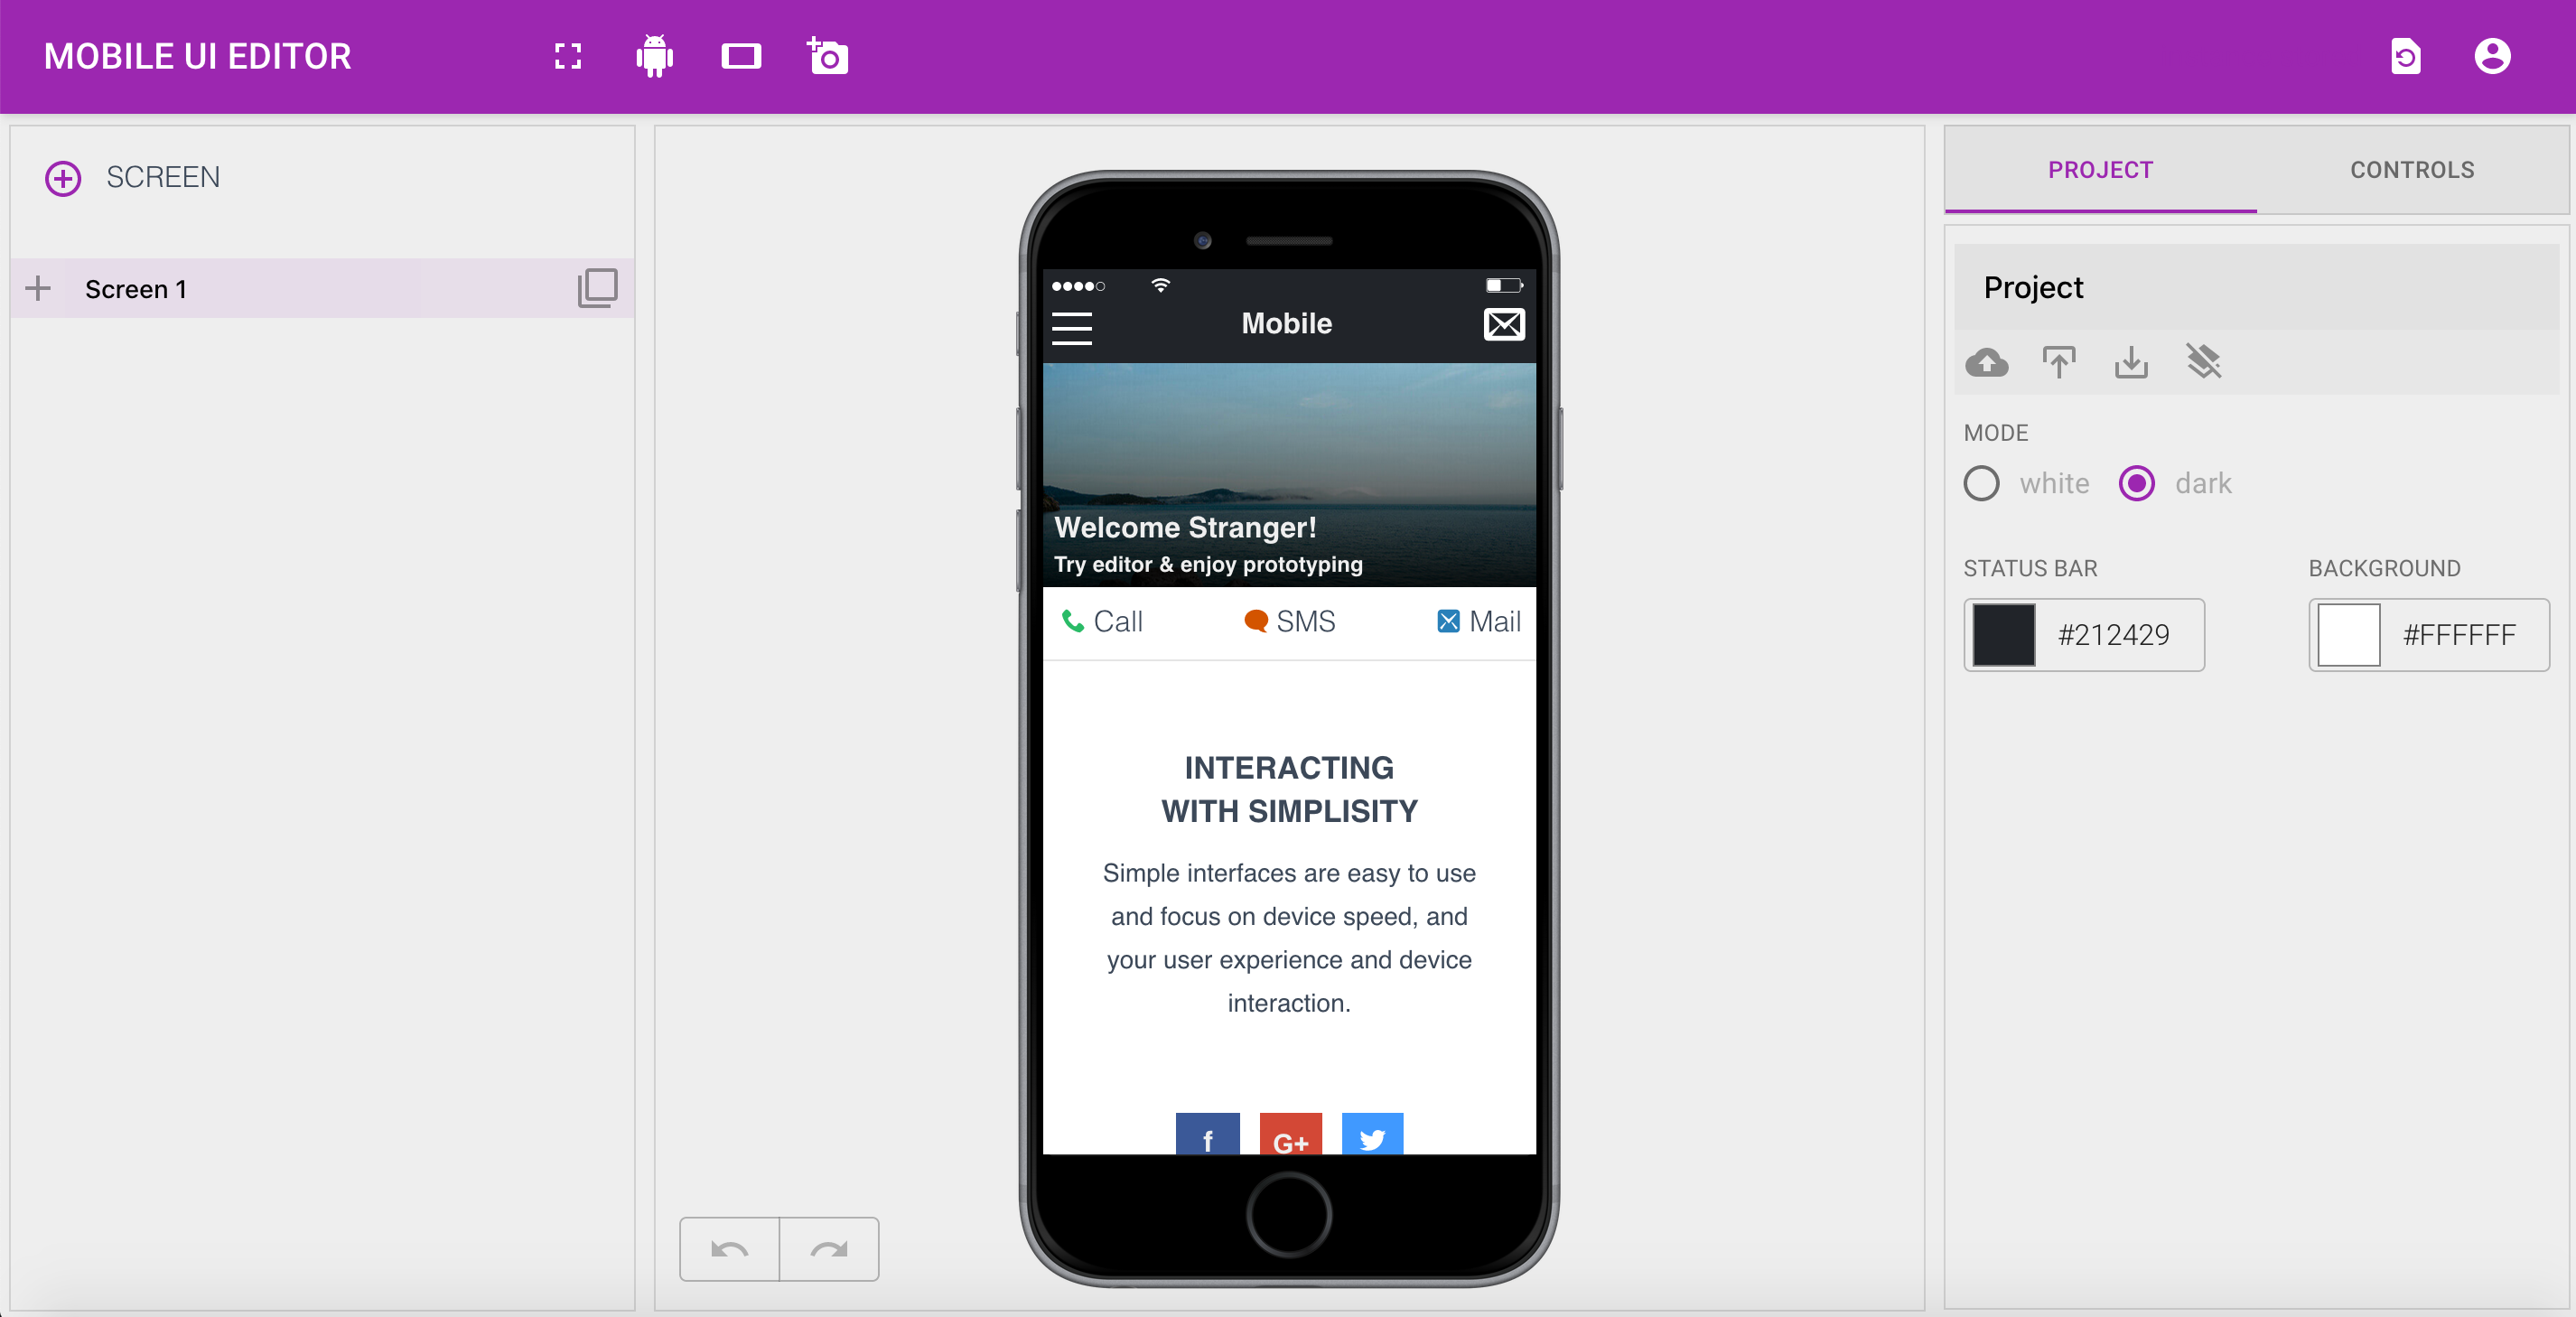 MOBILE UI EDITOR
SCREEN
Screen 1
Mobile
Welcome Stranger!
Try editor & enjoy prototyping
Call SMS Mail
INTERACTING
WITH SIMPLISITY
Simple interfaces are easy to use
and focus on device speed, and
your user experience and device
interaction.
f G+
PROJECT CONTROLS
Project
MODE
white dark
STATUS BAR BACKGROUND
#212429 #FFFFFF